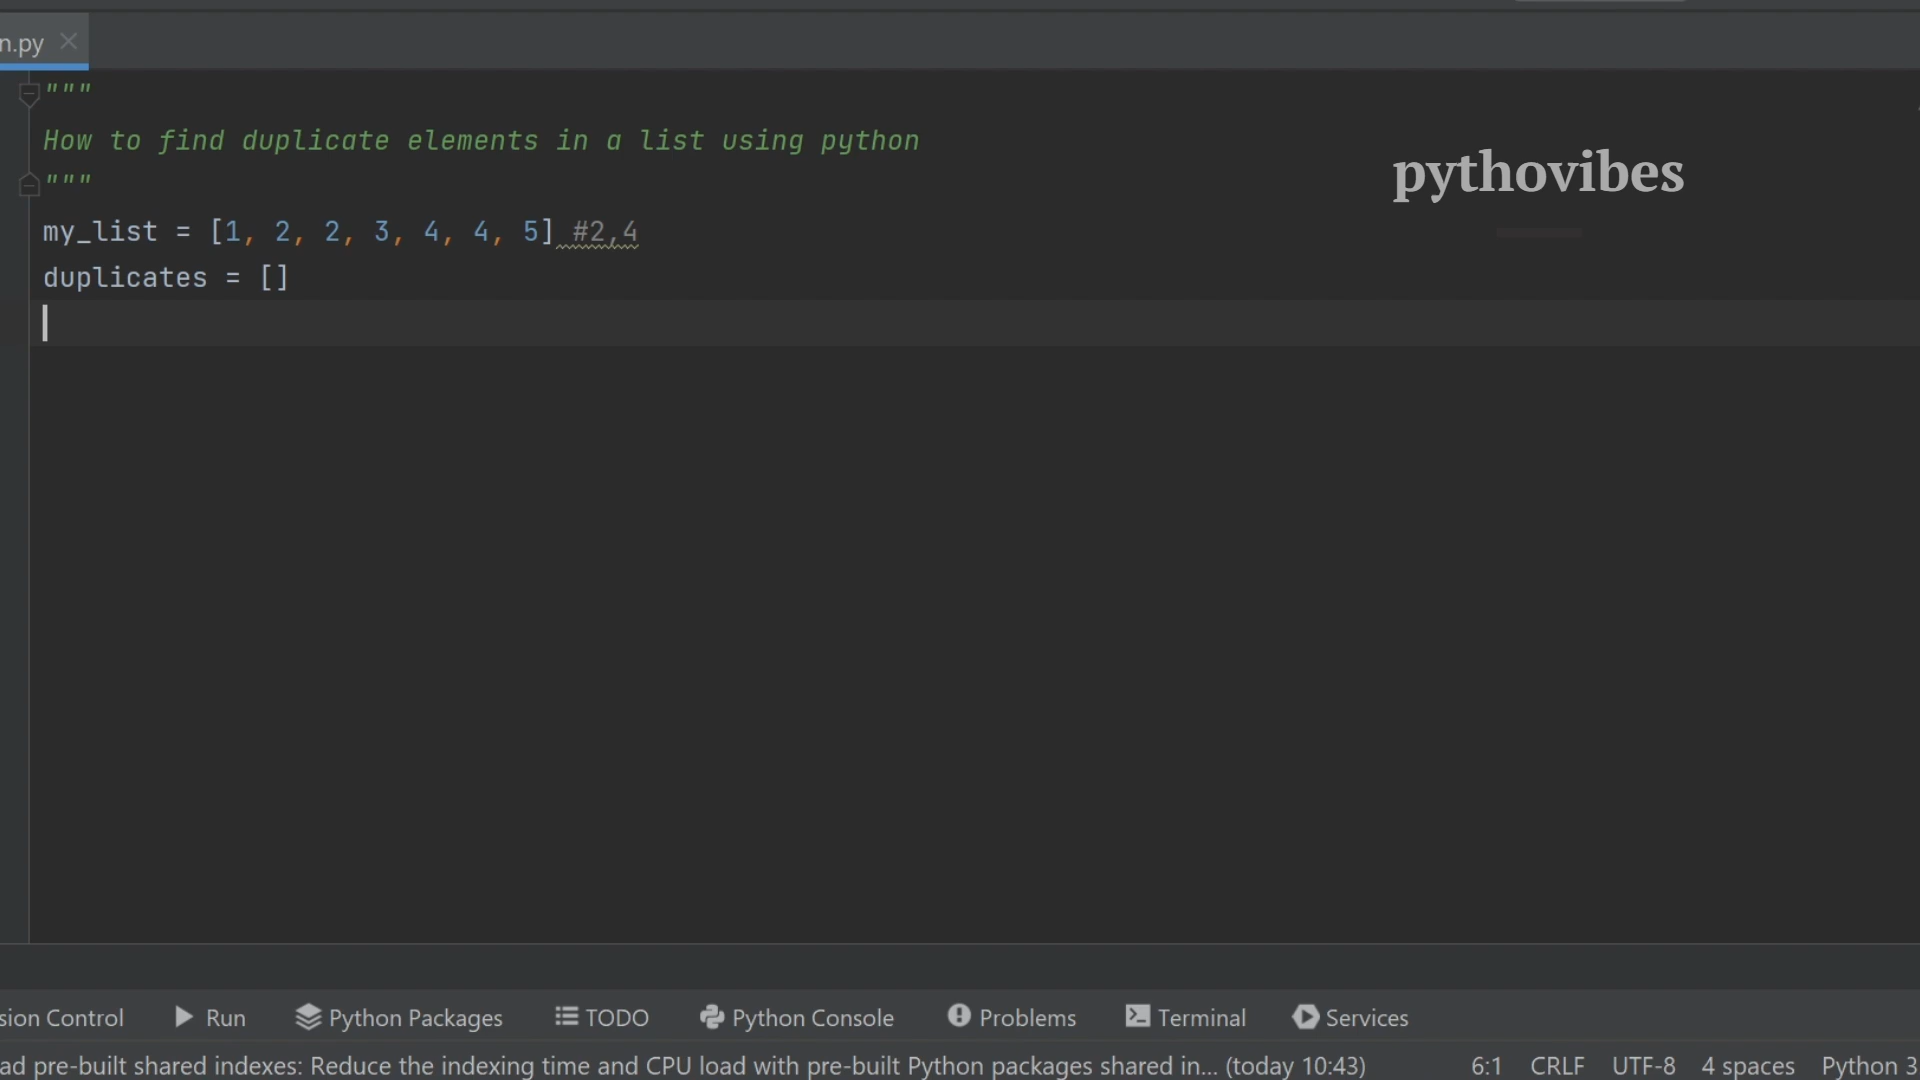 n.py
"""
How to find duplicate elements in a list using python
"""
pythovibes
my_list = [1, 2, 2, 3, 4, 4, 5] #2,4
duplicates = []
sion Control Run Python Packages TODO Python Console Problems Terminal Services
ad pre-built shared indexes: Reduce the indexing time and CPU load with pre-built Python packages shared in... (today 10:43) 6:1 CRLF UTF-8 4 spaces Python 3